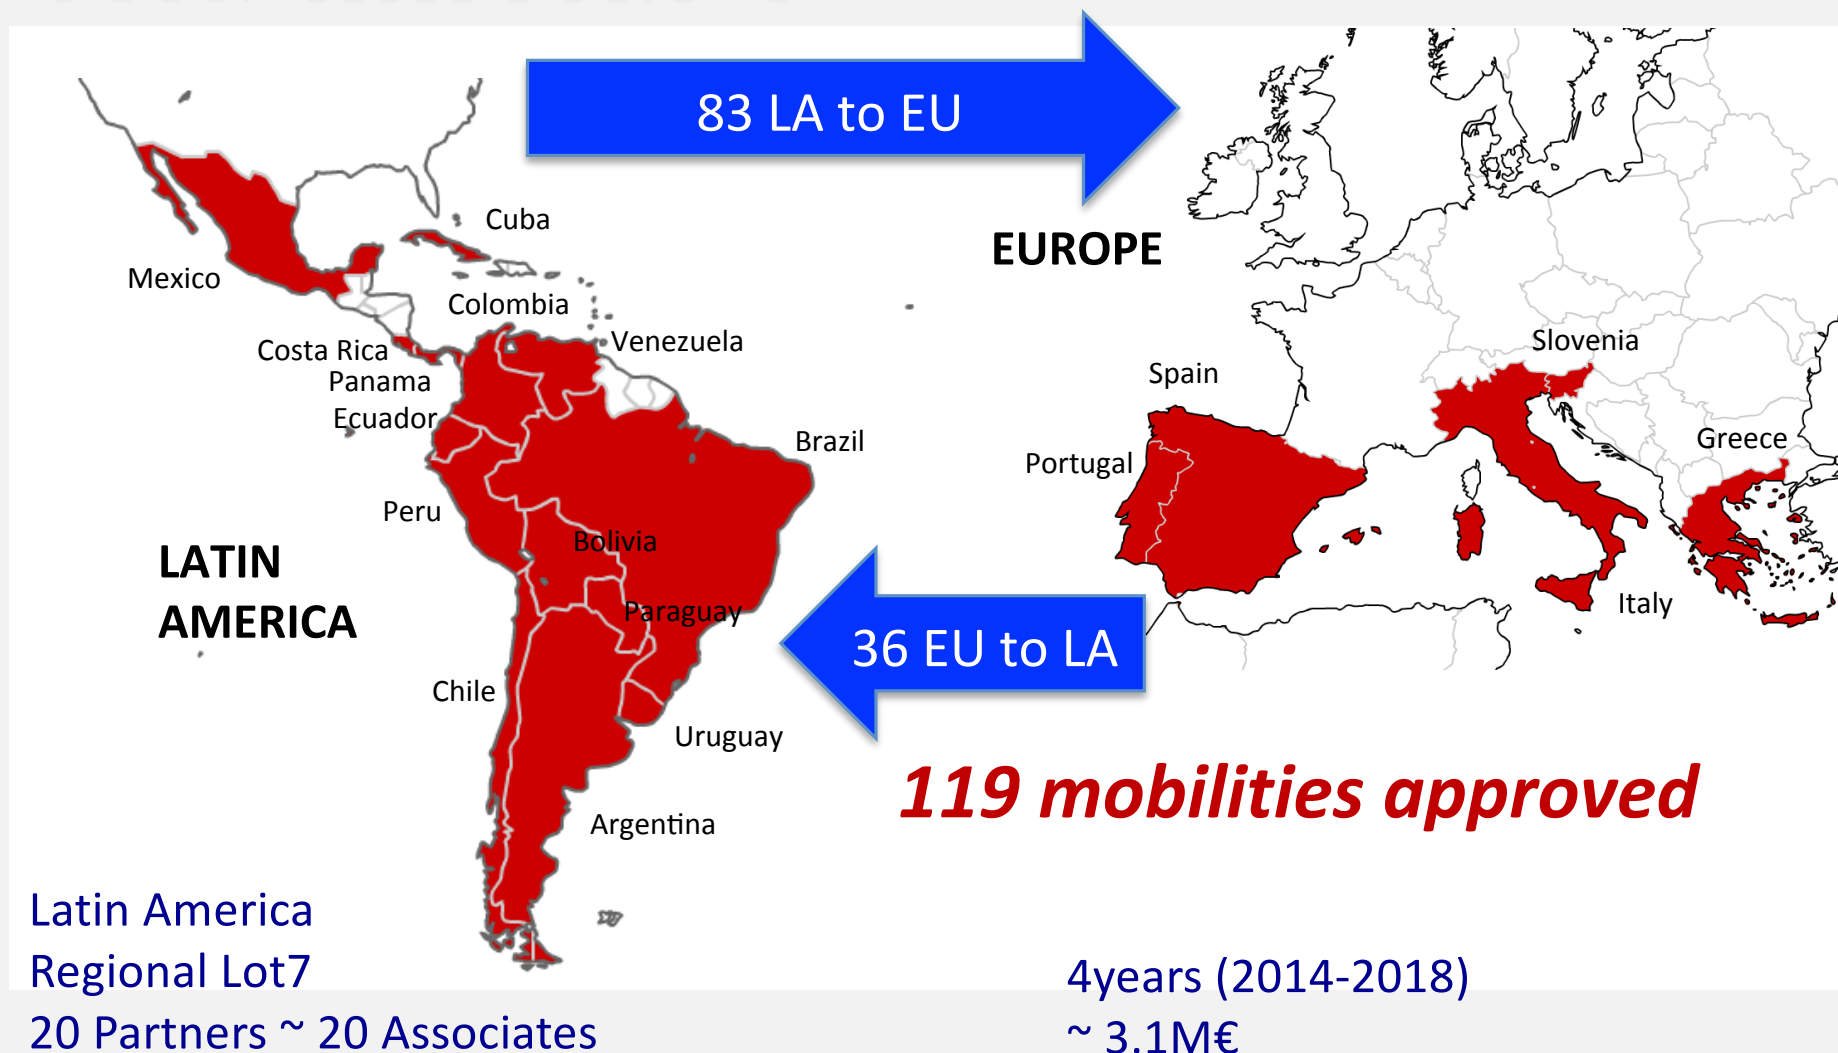 83 LA to EU
Cuba
EUROPE
Mexico
Colombia
Venezuela
Slovenia
Costa Rica
Spain
Panama
Ecuador
Brazil
Greece
Portugal
Peru
Bolivia
LATIN
AMERICA
Paraguay
Italy
36 EU to LA
Chile
Uruguay
119 mobilities approved
Argentina
Latin America
Regional Lot7
20 Partners ~ 20 Associates
4years (2014-2018)
~ 3.1M€